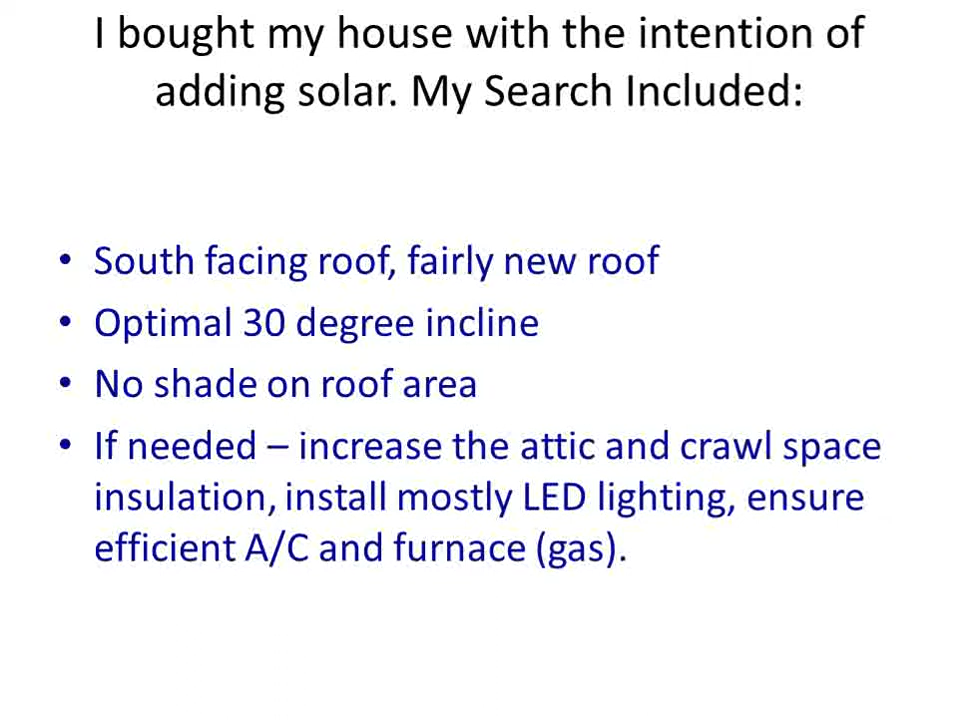 I bought my house with the intention of
adding solar. My Search Included:
• South facing roof, fairly new roof
• Optimal 30 degree incline
• No shade on roof area
• If needed – increase the attic and crawl space
insulation, install mostly LED lighting, ensure
efficient A/C and furnace (gas).